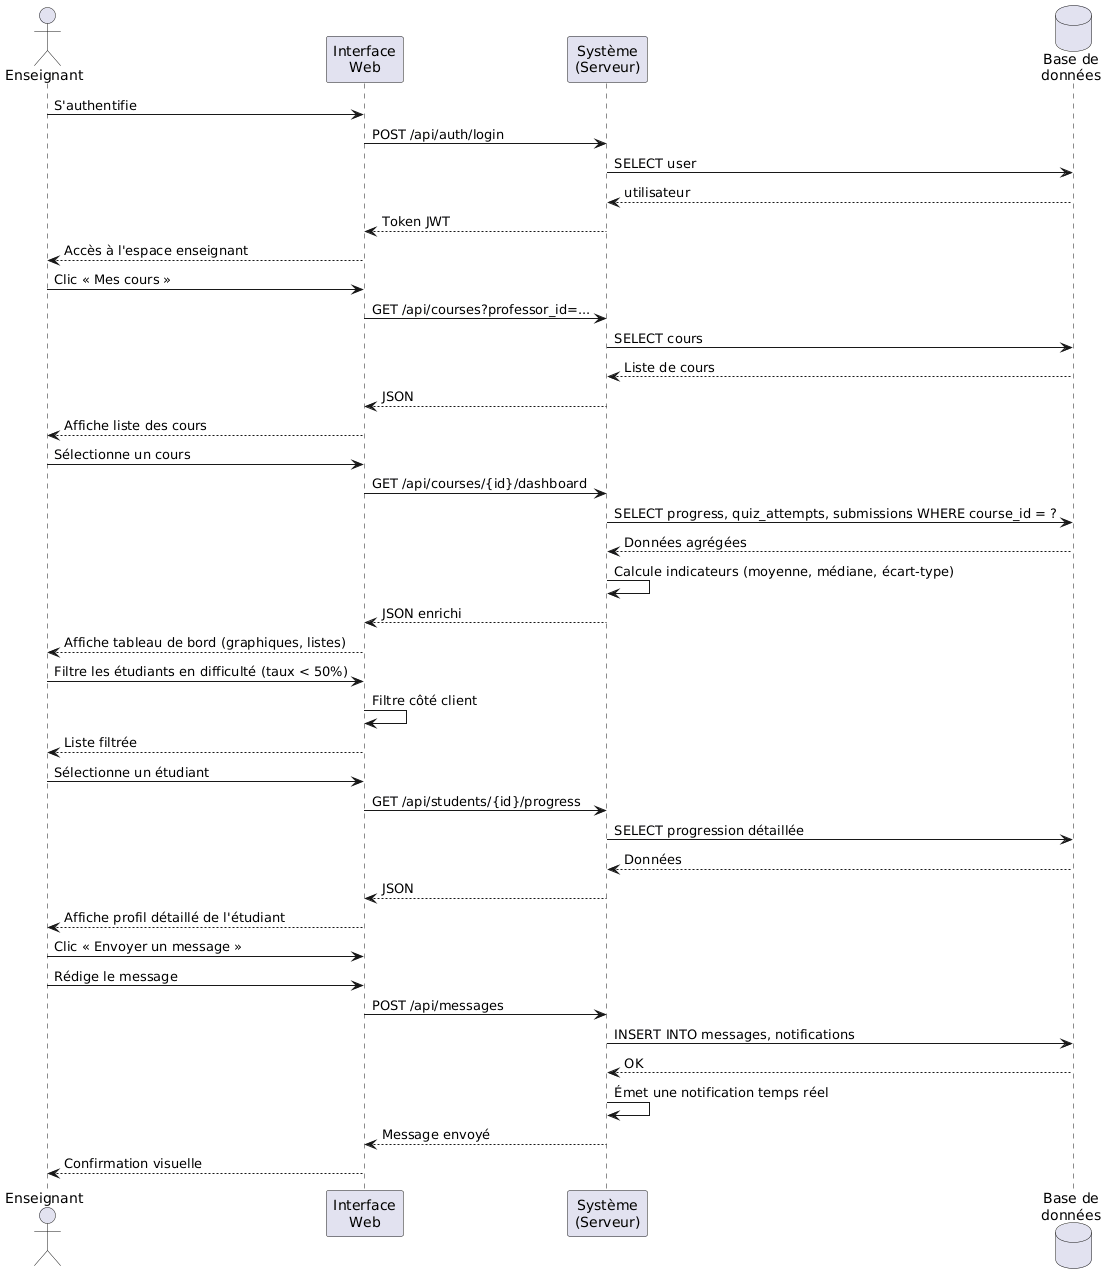 Enseignant
Interface
Web
Système
(Serveur)
Base de
données
S'authentifie
POST /api/auth/login
SELECT user
utilisateur
Token JWT
Accès à l'espace enseignant
Clic « Mes cours »
GET /api/courses?professor_id=...
SELECT cours
Liste de cours
JSON
Affiche liste des cours
Sélectionne un cours
GET /api/courses/{id}/dashboard
SELECT progress, quiz_attempts, submissions WHERE course_id = ?
Données agrégées
Calcule indicateurs (moyenne, médiane, écart-type)
JSON enrichi
Affiche tableau de bord (graphiques, listes)
Filtre les étudiants en difficulté (taux < 50%)
Filtre côté client
Liste filtrée
Sélectionne un étudiant
GET /api/students/{id}/progress
SELECT progression détaillée
Données
JSON
Affiche profil détaillé de l'étudiant
Clic « Envoyer un message »
Rédige le message
POST /api/messages
INSERT INTO messages, notifications
OK
Émet une notification temps réel
Message envoyé
Confirmation visuelle
Enseignant
Interface
Web
Système
(Serveur)
Base de
données